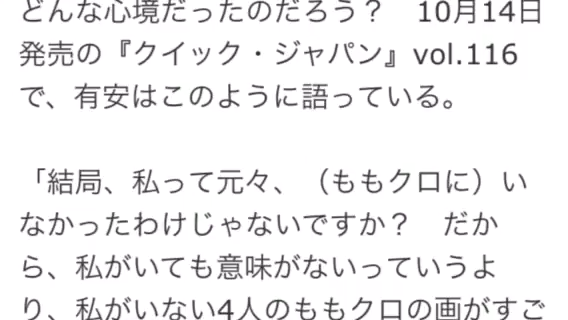 どんな心境だったのだろう？　10月14日
発売の『クイック・ジャパン』vol.116
で、有安はこのように語っている。
「結局、私って元々、（ももクロに）い
なかったわけじゃないですか？　だか
ら、私がいても意味がないっていうよ
り、私がいない4人のももクロの画がすご